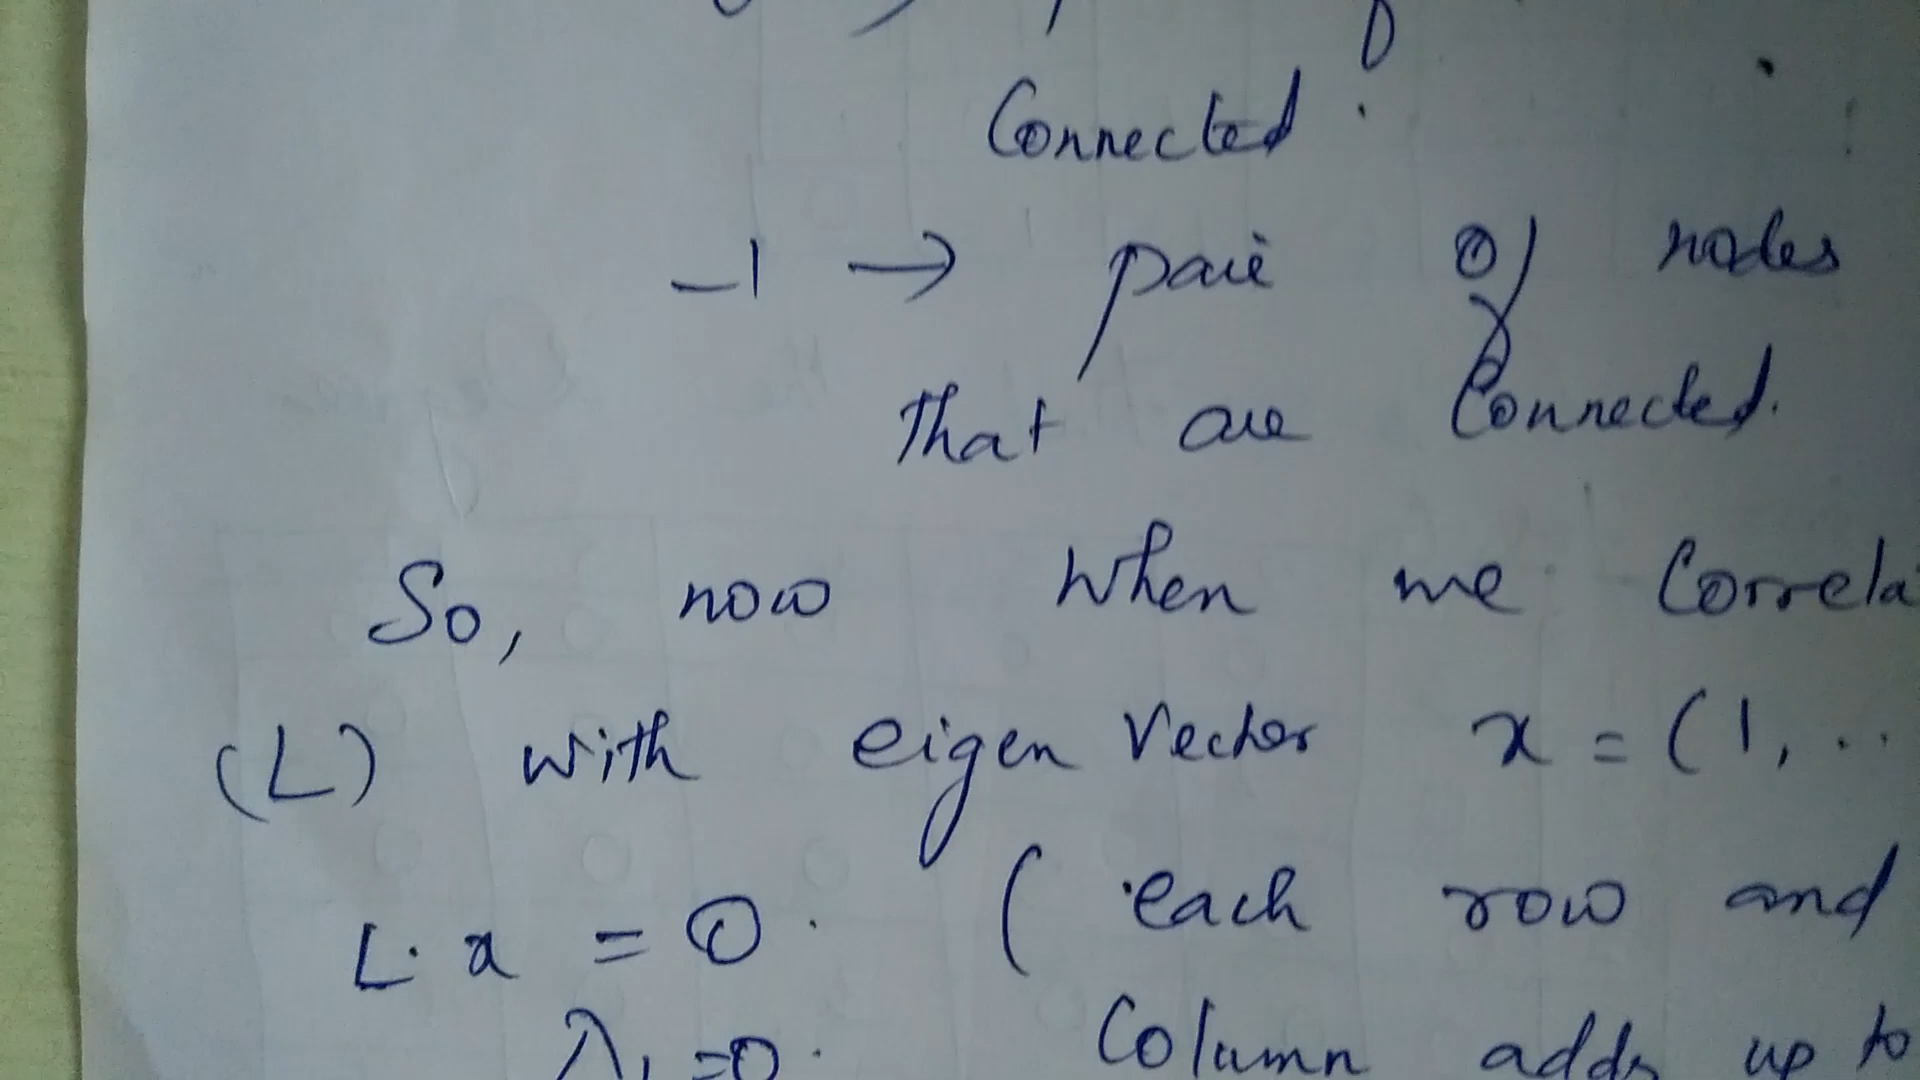 Connected.
-1 → pair of nodes
that are Connected.
So, now when we Correla
(L) with eigen vector x = (1, ..
L. x = 0. ( each row and
λ1 = 0. Column adds up to